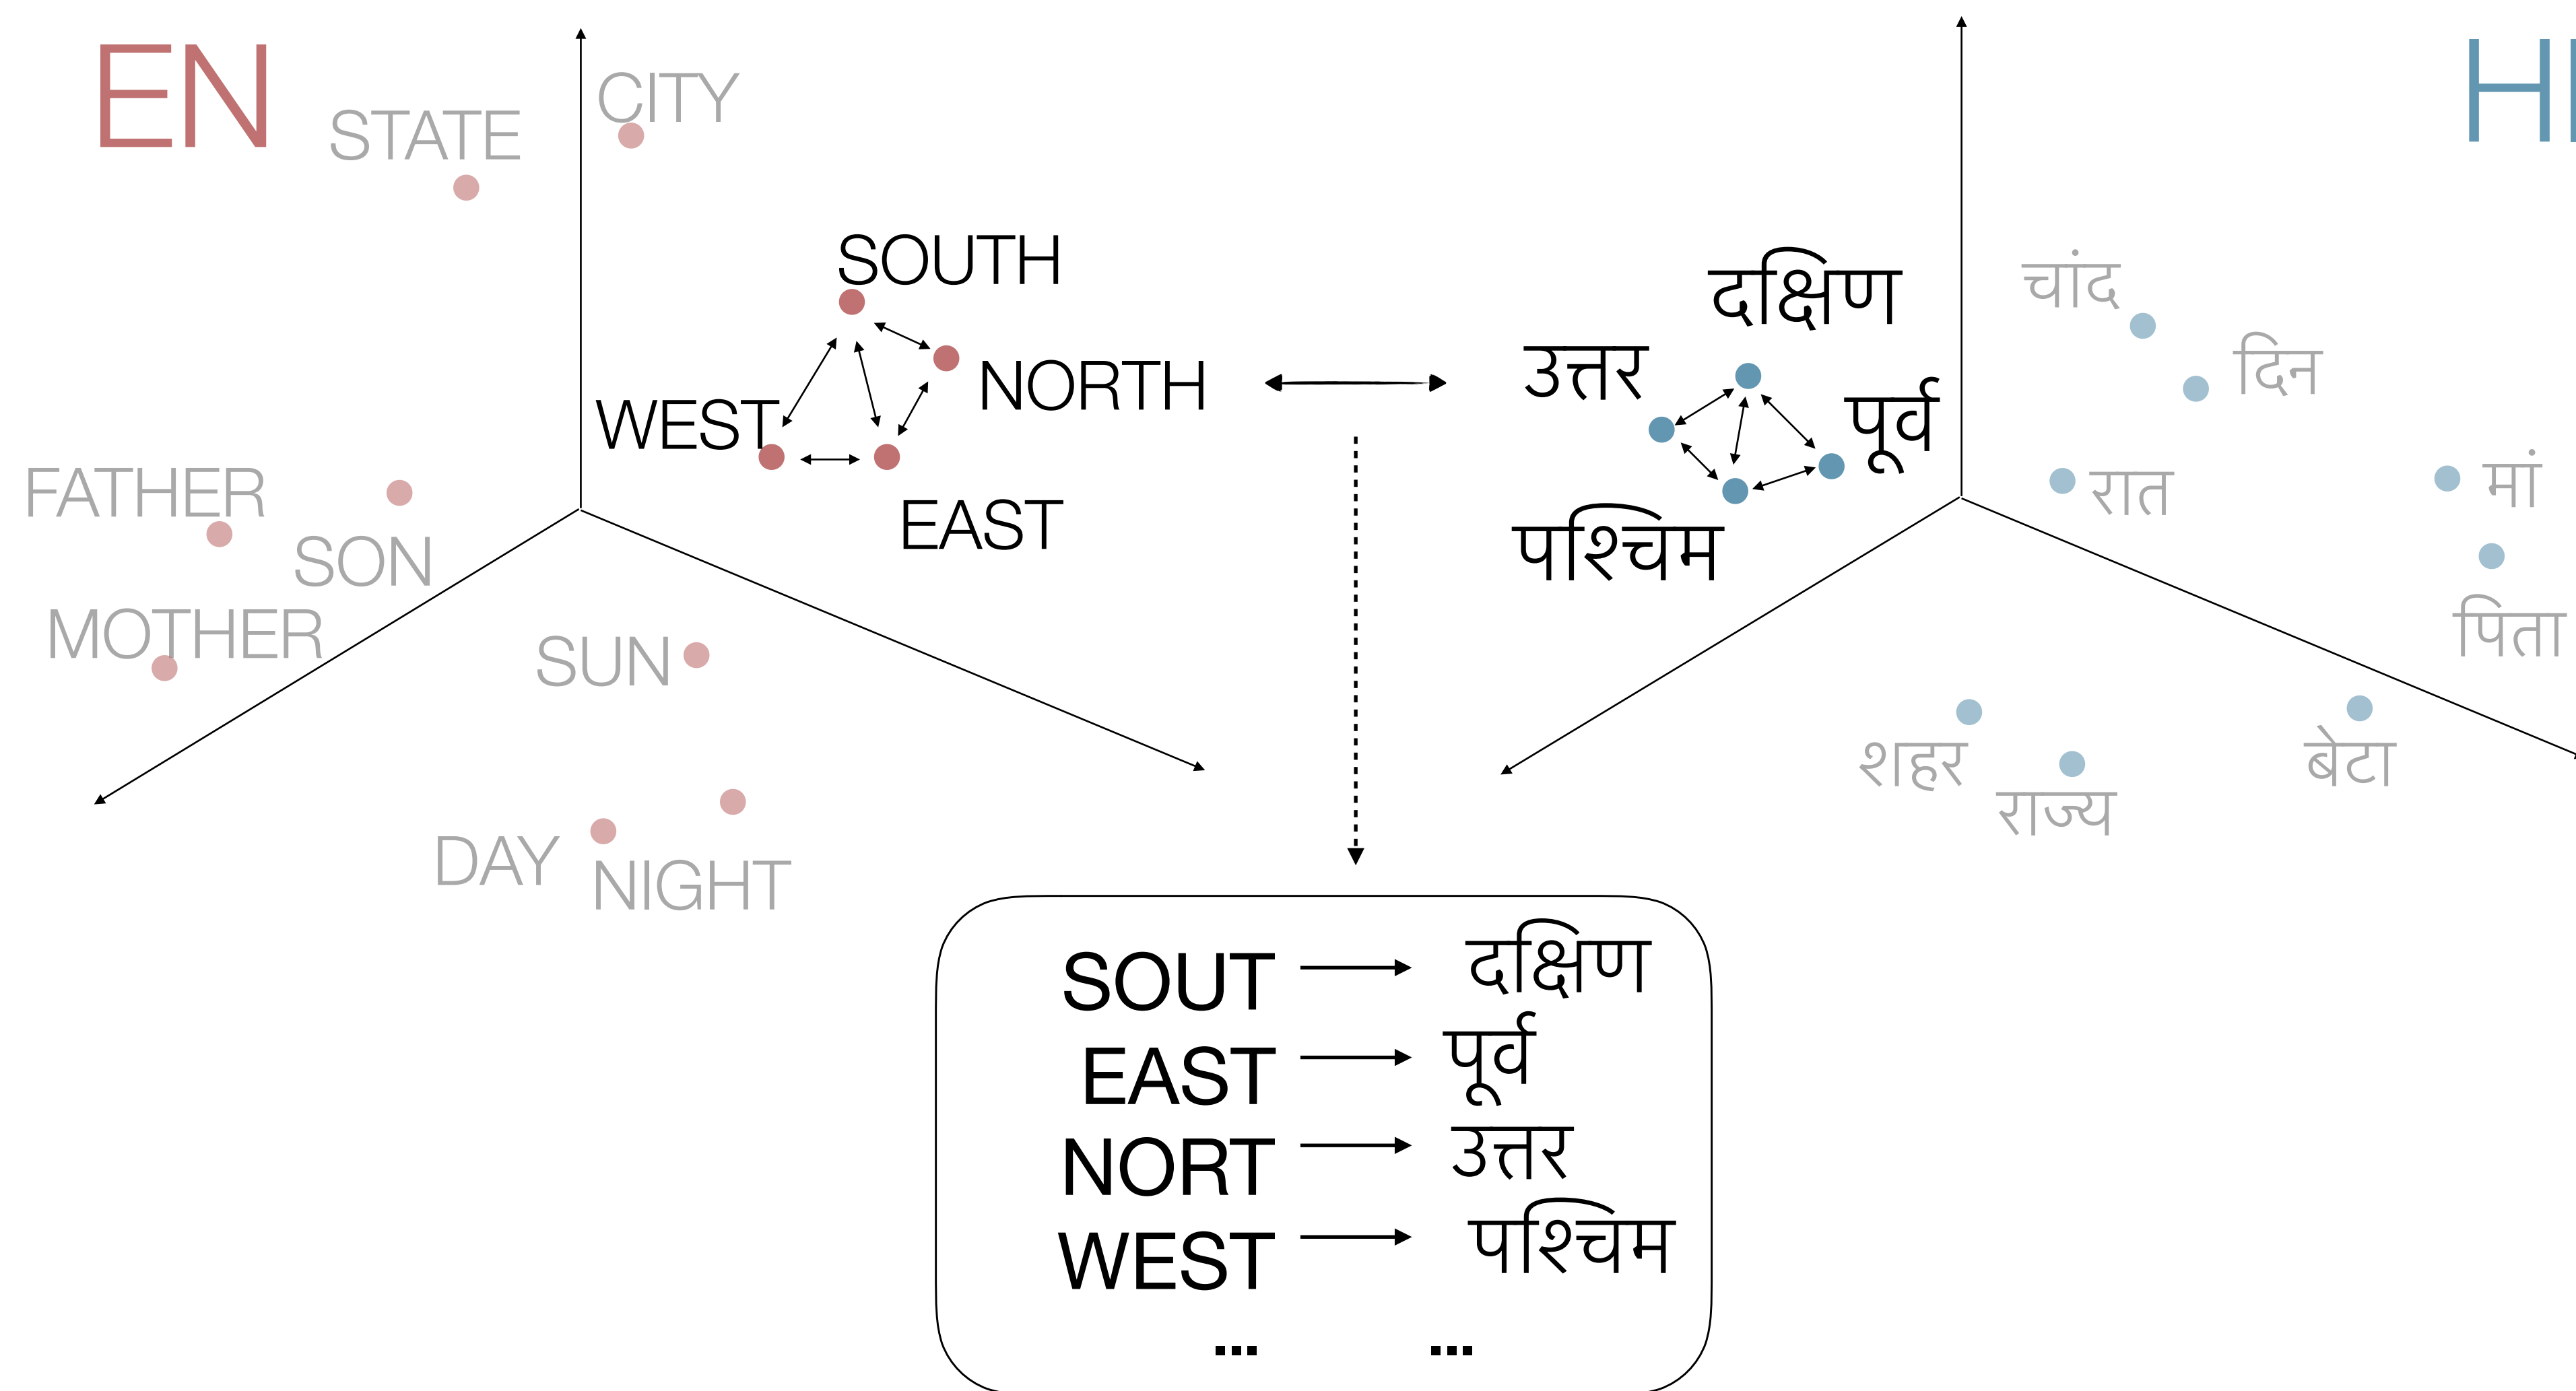 EN
STATE
CITY
SOUTH
NORTH
WEST
EAST
FATHER
SON
MOTHER
SUN
DAY
NIGHT
HI
दक्षिण
उत्तर
पूर्व
पश्चिम
चांद
दिन
रात
मां
पिता
शहर
राज्य
बेटा
SOUT → दक्षिण
EAST → पूर्व
NORT → उत्तर
WEST → पश्चिम
... ...